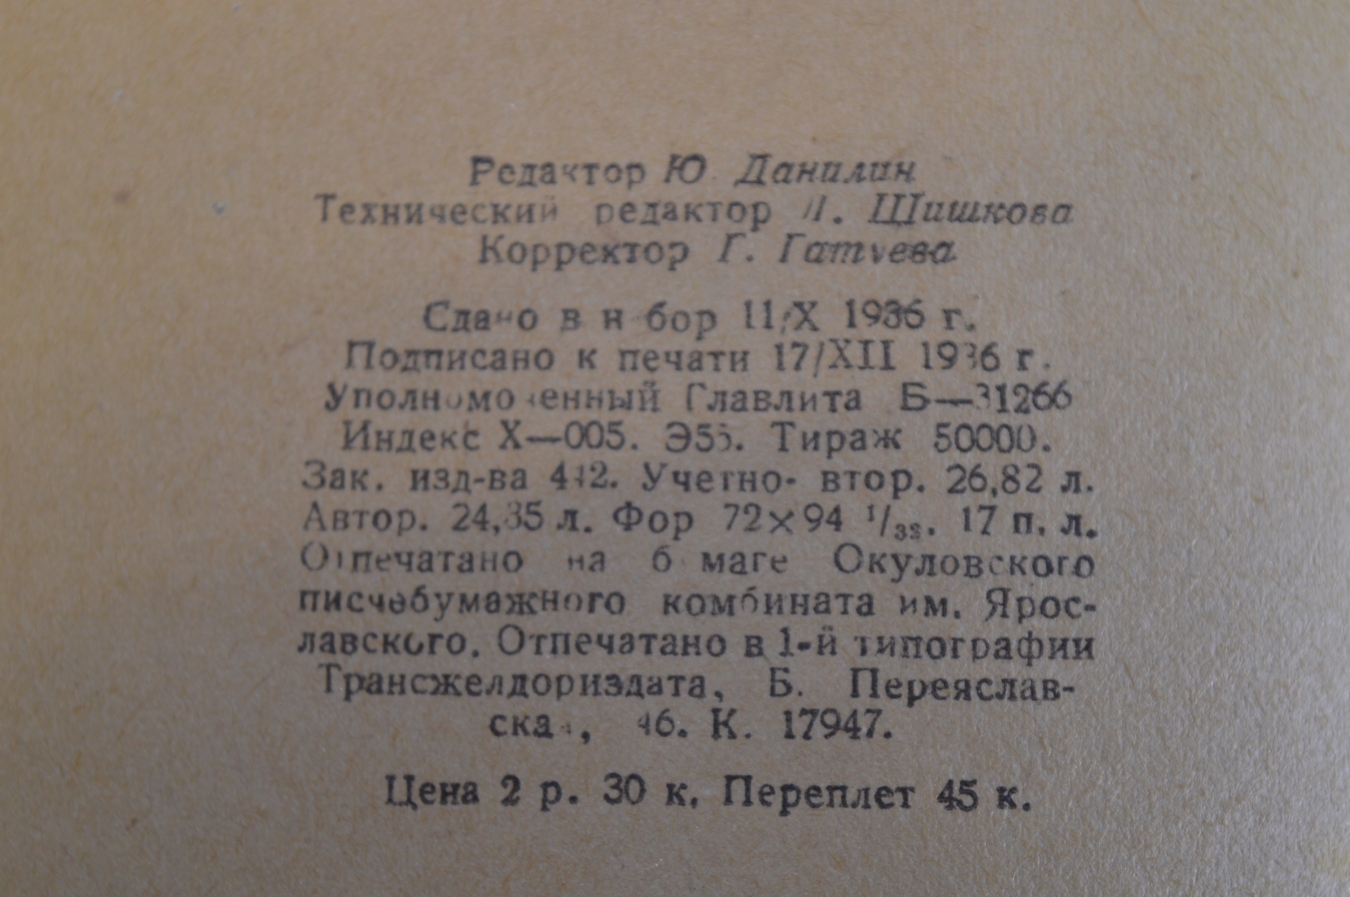 Редактор Ю. Данилин
Технический редактор Л. Шишкова
Корректор Г. Гатуева
Сдано в набор 11/X 1936 г.
Подписано к печати 17/XII 1936 г.
Уполномоченный Главлита Б—31266
Индекс Х—005. Э55. Тираж 50000.
Зак. изд-ва Учетно-автор. 26,82 л.
Автор. 24,35 л. Фор 72×94 1/32. 17 п. л.
Отпечатано на бумаге Окуловского
писчебумажного комбината им. Ярос-
лавского. Отпечатано в 1-й типографии
Трансжелдориздата, Б. Переяслав-
ская, 46. К. 17947.
Цена 2 р. 30 к. Переплет 45 к.